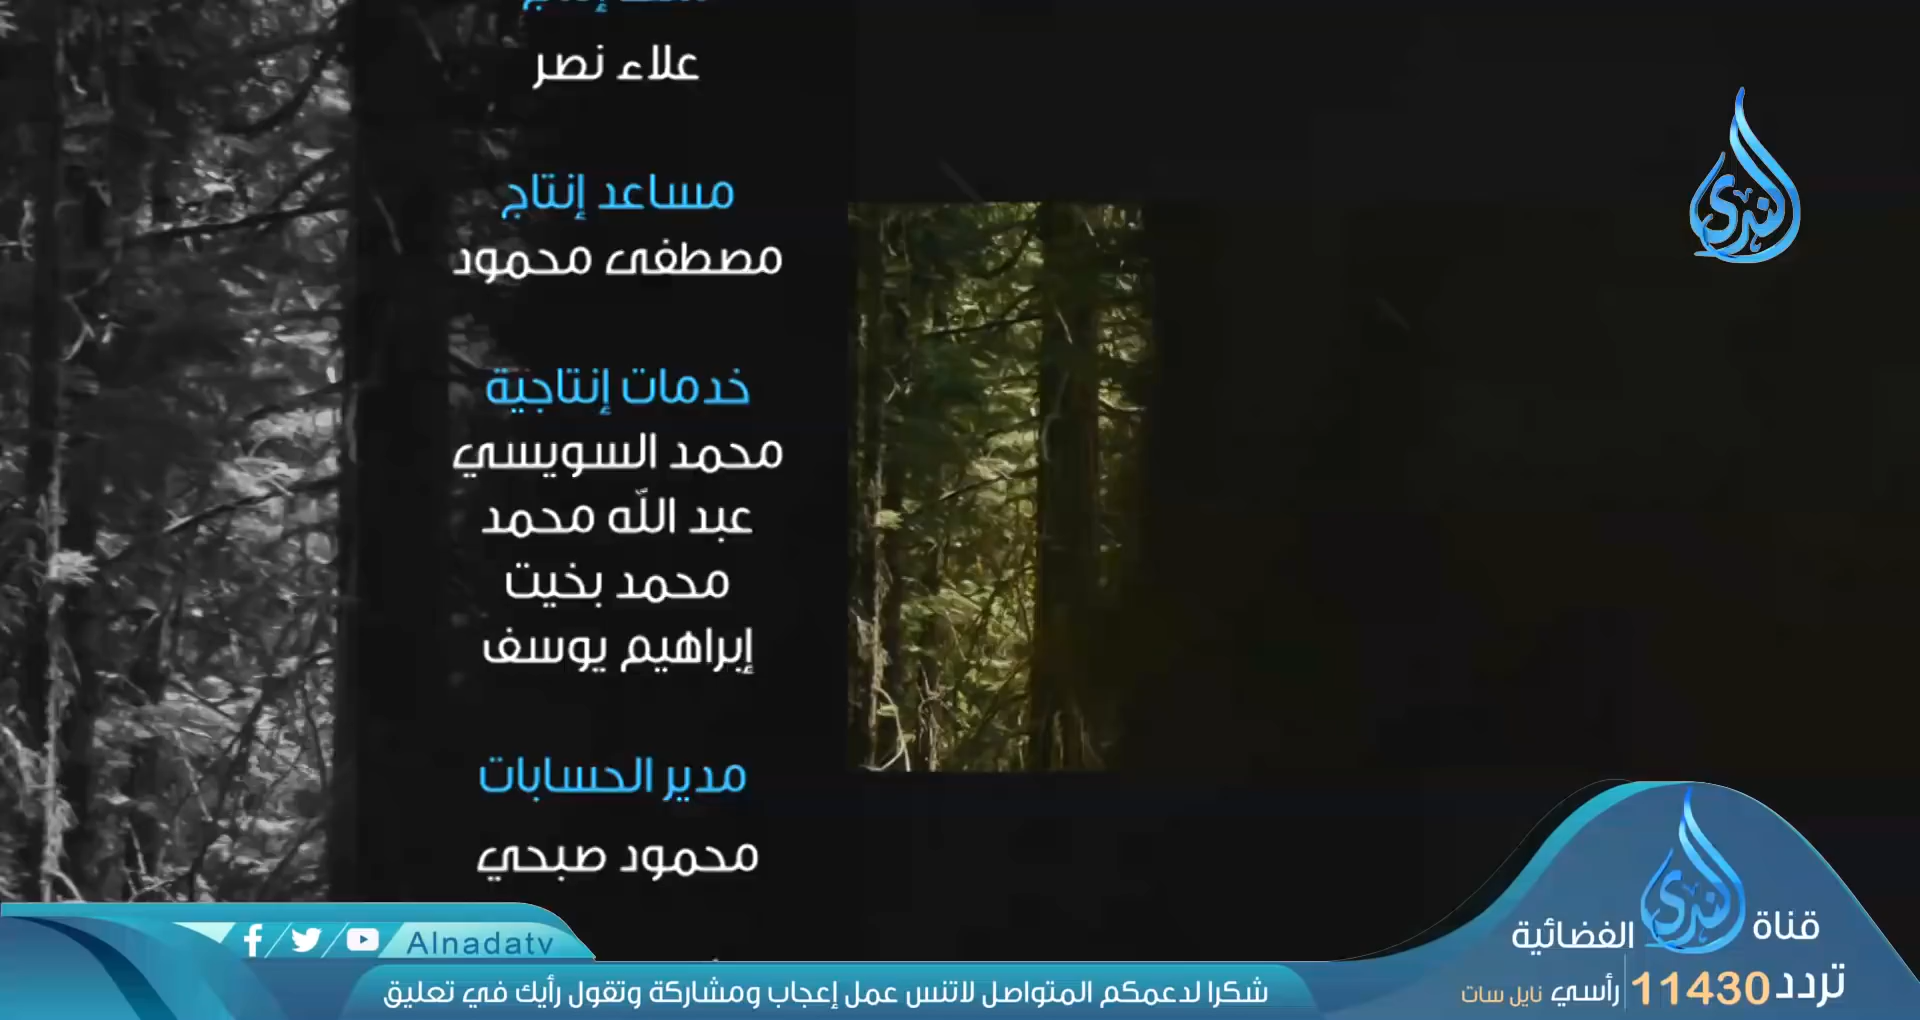 علاء نصر
مساعد إنتاج
مصطفى محمود
خدمات إنتاجية
محمد السويسي
عبد الله محمد
محمد بخيت
إبراهيم يوسف
مدير الحسابات
محمود صبحي
الندى
Alnadatv
شكرا لدعمكم المتواصل لاتنس عمل إعجاب ومشاركة وتقول رأيك في تعليق
قناة الندى الفضائية
تردد 11430 رأسي نايل سات